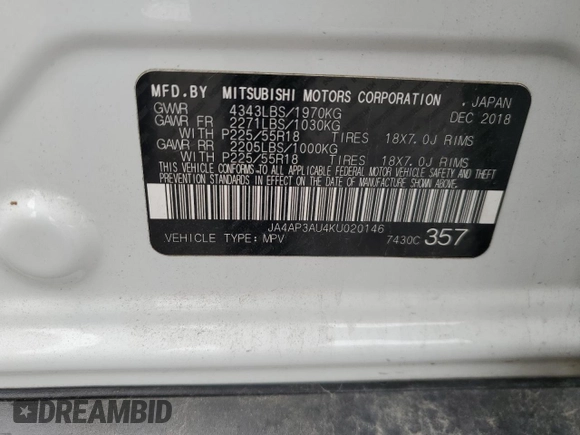 MFD.BY MITSUBISHI MOTORS CORPORATION , JAPAN
GVWR 4343LBS/1970KG DEC 2018
GAWR FR 2271LBS/1030KG
WITH P225/55R18 TIRES 18X7.0J RIMS
GAWR RR 2205LBS/1000KG
WITH P225/55R18 TIRES 18X7.0J RIMS
THIS VEHICLE CONFORMS TO ALL APPLICABLE FEDERAL MOTOR VEHICLE SAFETY AND THEFT
PREVENTION STANDARDS IN EFFECT ON THE DATE OF MANUFACTURE SHOWN ABOVE.
JA4AP3AU4KU020146
VEHICLE TYPE:MPV 7430C 357
DREAMBID